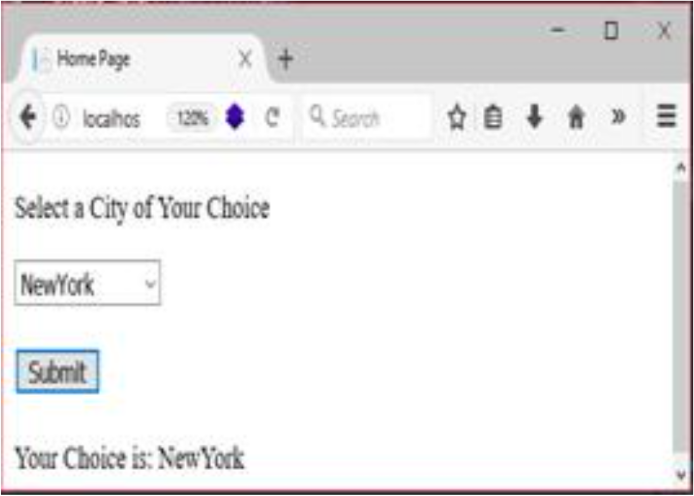 Home Page
localhos 120% Search
Select a City of Your Choice
NewYork
Submit
Your Choice is: NewYork